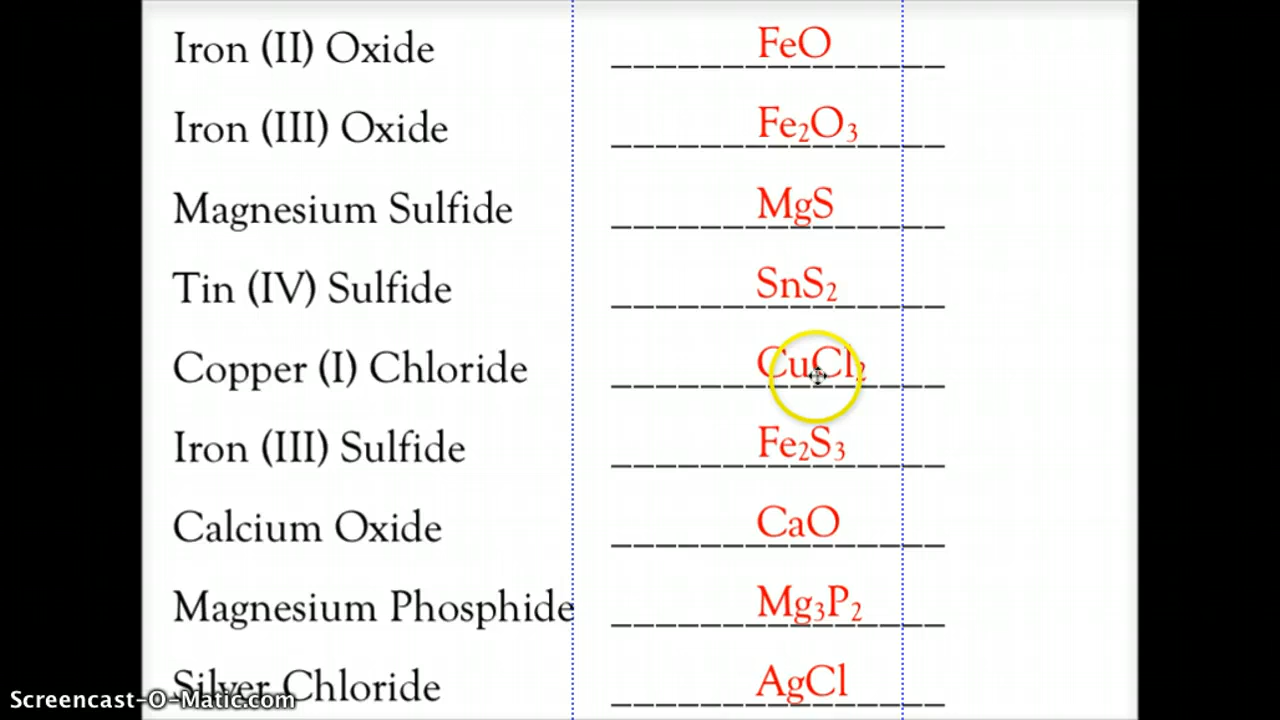 Iron (II) Oxide FeO
Iron (III) Oxide Fe₂O₃
Magnesium Sulfide MgS
Tin (IV) Sulfide SnS₂
Copper (I) Chloride CuCl₂
Iron (III) Sulfide Fe₂S₃
Calcium Oxide CaO
Magnesium Phosphide Mg₃P₂
Silver Chloride AgCl
Screencast-O-Matic.com